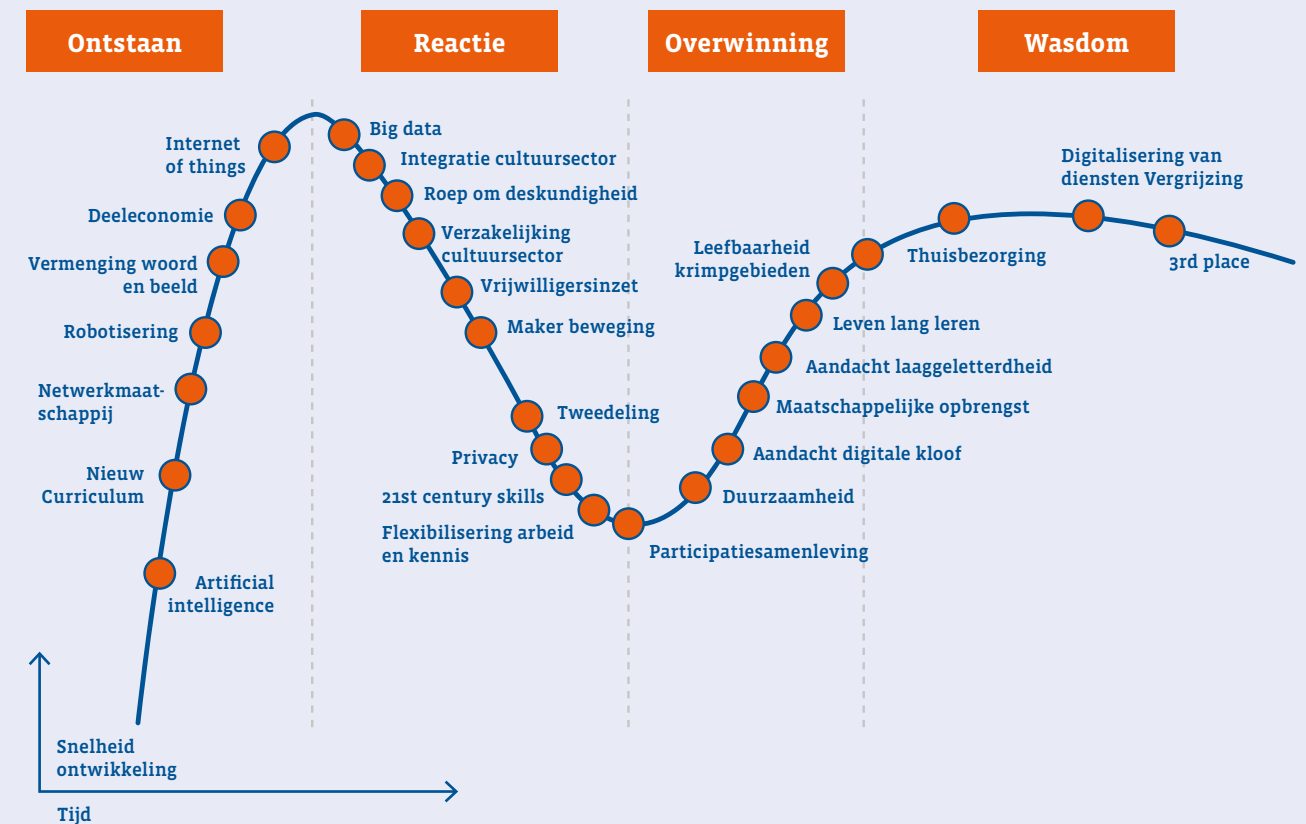 Ontstaan
Reactie
Overwinning
Wasdom
Internet
of things
Deeleconomie
Vermenging woord
en beeld
Robotisering
Netwerkmaat-
schappij
Nieuw
Curriculum
Artificial
intelligence
Big data
Integratie cultuursector
Roep om deskundigheid
Verzakelijking
cultuursector
Vrijwilligersinzet
Maker beweging
Tweedeling
Privacy
21st century skills
Flexibilisering arbeid
en kennis
Leefbaarheid
krimpgebieden
Leven lang leren
Aandacht laaggeletterdheid
Maatschappelijke opbrengst
Aandacht digitale kloof
Duurzaamheid
Participatiesamenleving
Digitalisering van
diensten Vergrijzing
Thuisbezorging
3rd place
Snelheid
ontwikkeling
Tijd